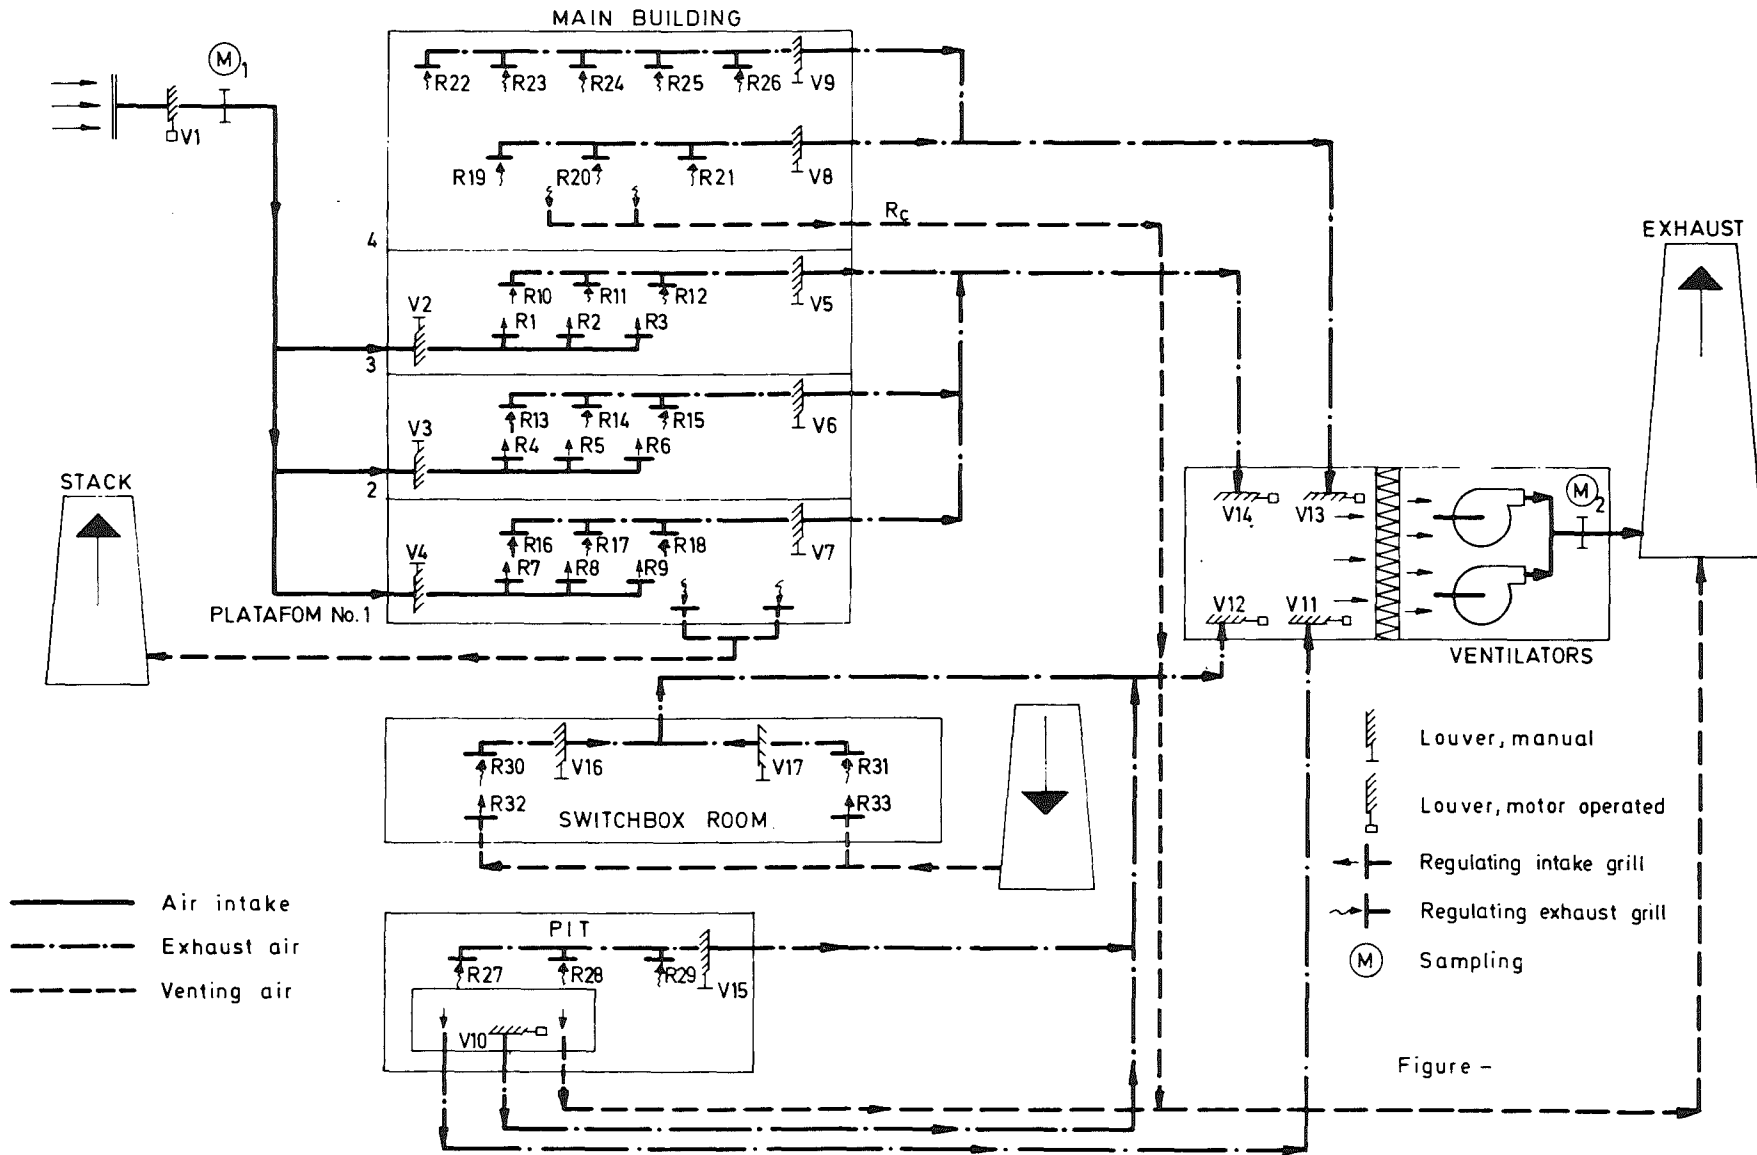 MAIN BUILDING
M 1
V1
R22 R23 R24 R25 R26 V9
R19 R20 R21 V8
Rc
4
EXHAUST
R10 R11 R12 V5
V2 R1 R2 R3
3
R13 R14 R15 V6
V3 R4 R5 R6
2
STACK
R16 R17 R18 V7
V4 R7 R8 R9
PLATAFOM No.1
V14 V13 M 2
V12 V11
VENTILATORS
R30 V16 V17 R31
R32 R33
SWITCHBOX ROOM
Louver, manual
Louver, motor operated
Regulating intake grill
Regulating exhaust grill
M Sampling
Air intake
Exhaust air
Venting air
PIT
R27 R28 R29 V15
V10
Figure -